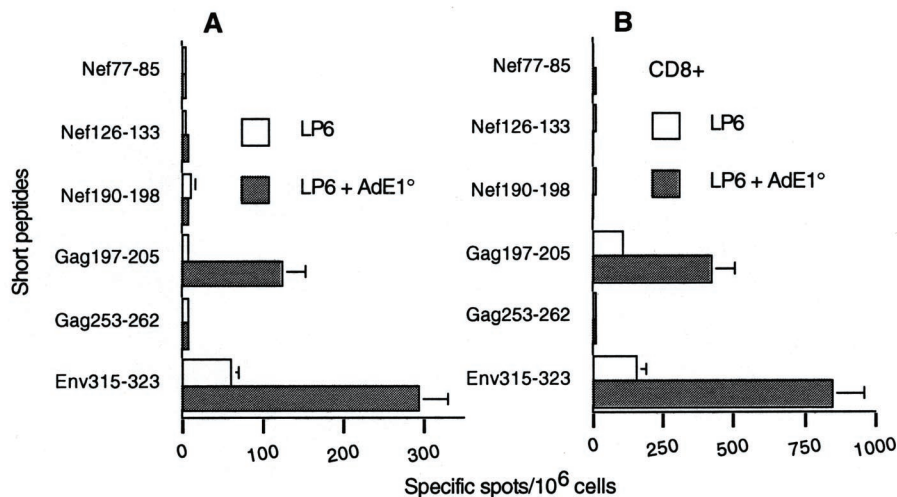 A
Nef77-85
Nef126-133
Nef190-198
Gag197-205
Gag253-262
Env315-323
Short peptides
LP6
LP6 + AdE1°
0 100 200 300
B
Nef77-85
Nef126-133
Nef190-198
Gag197-205
Gag253-262
Env315-323
CD8+
LP6
LP6 + AdE1°
0 250 500 750 1000
Specific spots/10⁶ cells